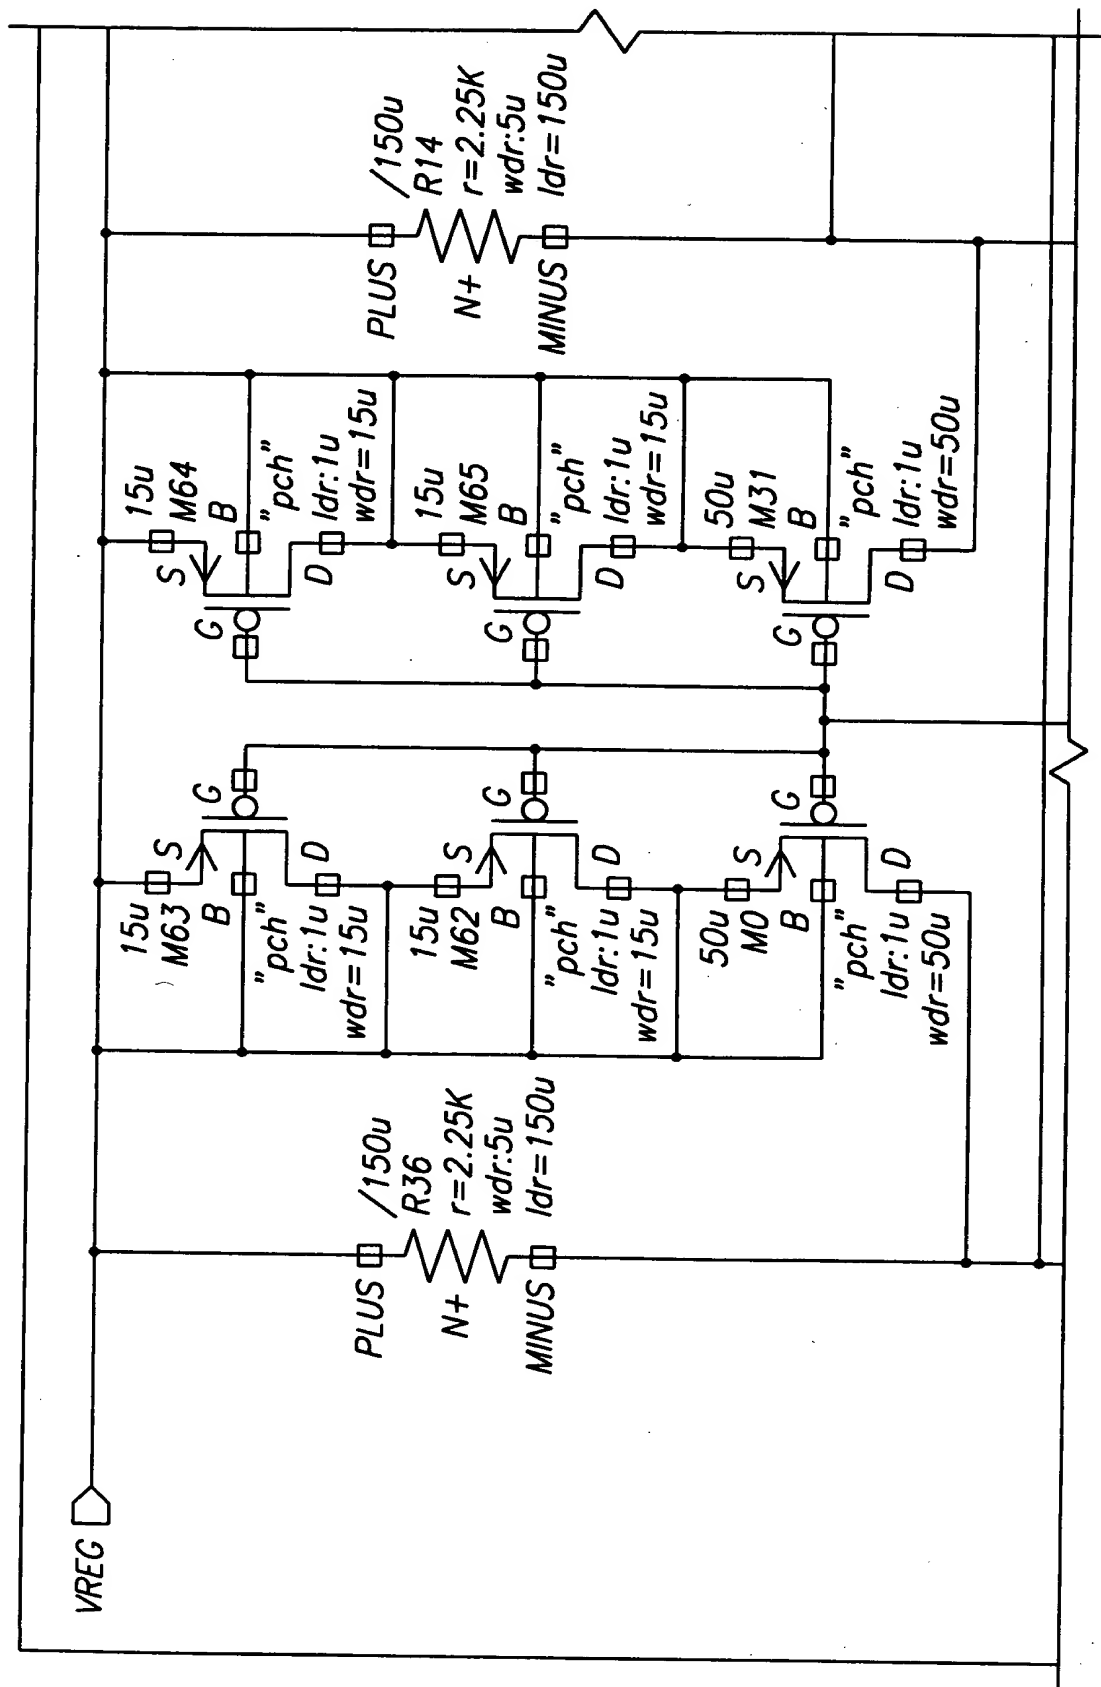 VREG
PLUS
/150u
R36
r=2.25K
wdr:5u
ldr=150u
N+
MINUS
15u
M63
S
G
B
"pch"
D
ldr:1u
wdr=15u
15u
M62
S
G
B
"pch"
D
ldr:1u
wdr=15u
50u
M0
S
G
B
"pch"
D
ldr:1u
wdr=50u
15u
M64
S
G
B
"pch"
D
ldr:1u
wdr=15u
15u
M65
S
G
B
"pch"
D
ldr:1u
wdr=15u
50u
M31
S
G
B
"pch"
D
ldr:1u
wdr=50u
PLUS
/150u
R14
r=2.25K
wdr:5u
ldr=150u
N+
MINUS